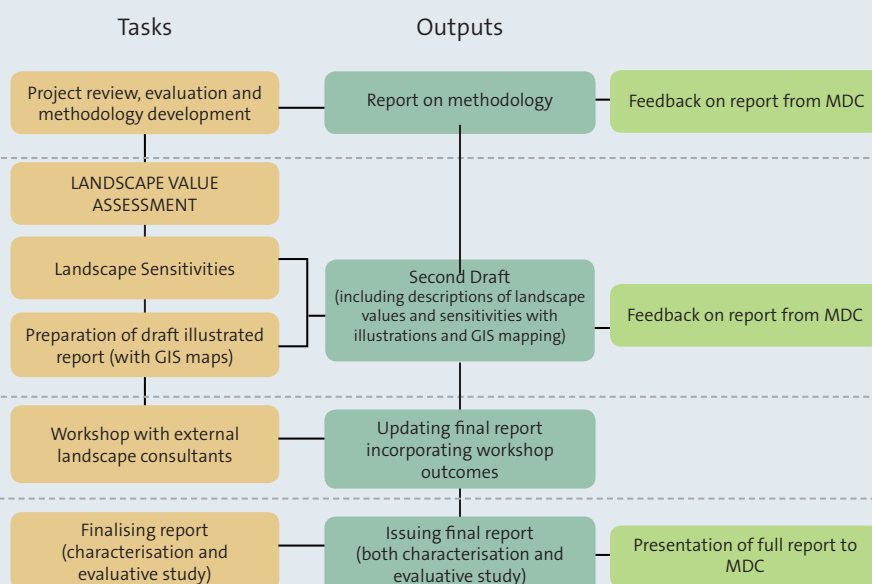 Tasks
Outputs
Project review, evaluation and
methodology development
Report on methodology
Feedback on report from MDC
LANDSCAPE VALUE
ASSESSMENT
Landscape Sensitivities
Preparation of draft illustrated
report (with GIS maps)
Second Draft
(including descriptions of landscape
values and sensitivities with
illustrations and GIS mapping)
Feedback on report from MDC
Workshop with external
landscape consultants
Updating final report
incorporating workshop
outcomes
Finalising report
(characterisation and
evaluative study)
Issuing final report
(both characterisation and
evaluative study)
Presentation of full report to
MDC